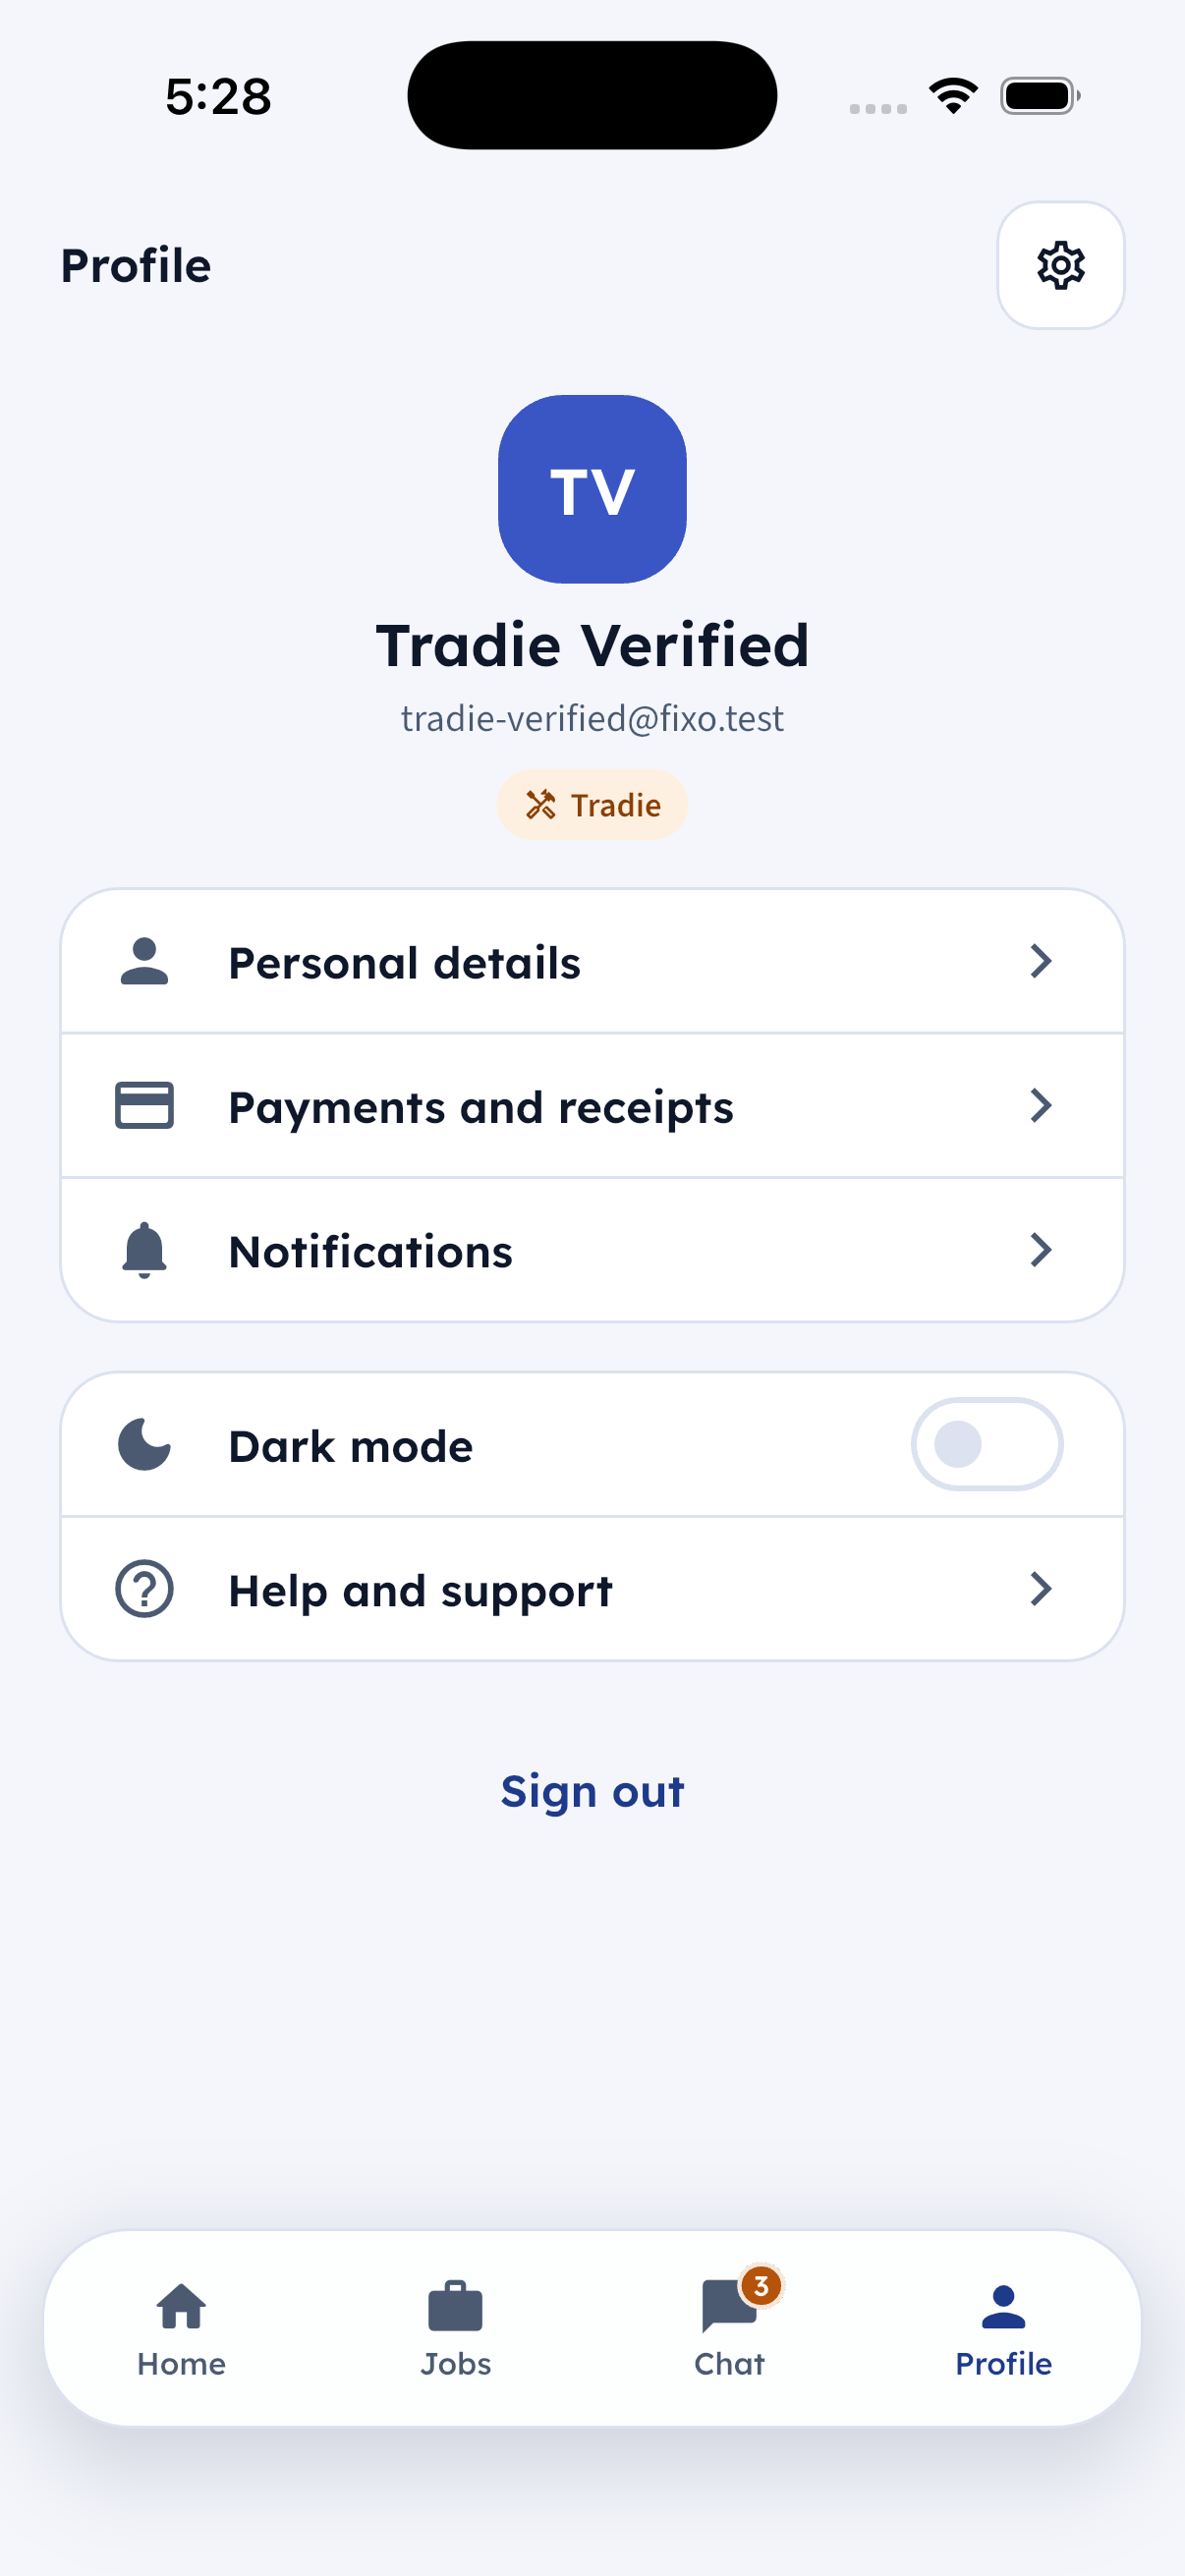 5:28
Profile
TV
Tradie Verified
tradie-verified@fixo.test
Tradie
Personal details
Payments and receipts
Notifications
Dark mode
Help and support
Sign out
3
Home Jobs Chat Profile